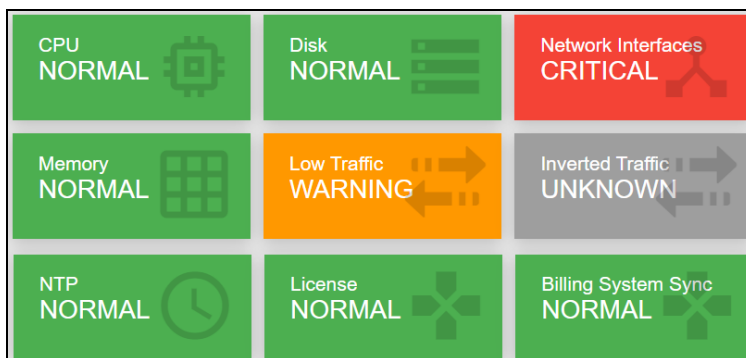 CPU
NORMAL
Disk
NORMAL
Network Interfaces
CRITICAL
Memory
NORMAL
Low Traffic
WARNING
Inverted Traffic
UNKNOWN
NTP
NORMAL
License
NORMAL
Billing System Sync
NORMAL